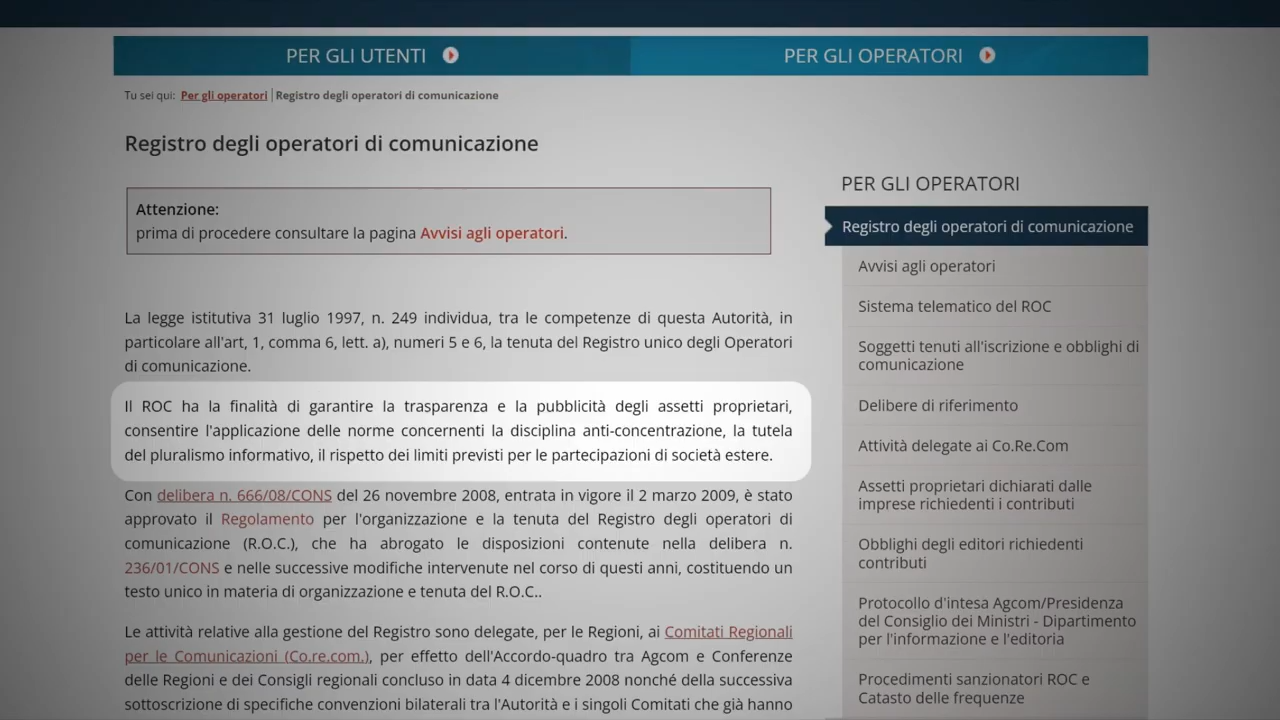 PER GLI UTENTI
PER GLI OPERATORI
Tu sei qui: Per gli operatori | Registro degli operatori di comunicazione
Registro degli operatori di comunicazione
Attenzione:
prima di procedere consultare la pagina Avvisi agli operatori.
La legge istitutiva 31 luglio 1997, n. 249 individua, tra le competenze di questa Autorità, in
particolare all'art, 1, comma 6, lett. a), numeri 5 e 6, la tenuta del Registro unico degli Operatori
di comunicazione.
Il ROC ha la finalità di garantire la trasparenza e la pubblicità degli assetti proprietari,
consentire l'applicazione delle norme concernenti la disciplina anti-concentrazione, la tutela
del pluralismo informativo, il rispetto dei limiti previsti per le partecipazioni di società estere.
Con delibera n. 666/08/CONS del 26 novembre 2008, entrata in vigore il 2 marzo 2009, è stato
approvato il Regolamento per l'organizzazione e la tenuta del Registro degli operatori di
comunicazione (R.O.C.), che ha abrogato le disposizioni contenute nella delibera n.
236/01/CONS e nelle successive modifiche intervenute nel corso di questi anni, costituendo un
testo unico in materia di organizzazione e tenuta del R.O.C..
Le attività relative alla gestione del Registro sono delegate, per le Regioni, ai Comitati Regionali
per le Comunicazioni (Co.re.com.), per effetto dell'Accordo-quadro tra Agcom e Conferenze
delle Regioni e dei Consigli regionali concluso in data 4 dicembre 2008 nonché della successiva
sottoscrizione di specifiche convenzioni bilaterali tra l'Autorità e i singoli Comitati che già hanno
PER GLI OPERATORI
Registro degli operatori di comunicazione
Avvisi agli operatori
Sistema telematico del ROC
Soggetti tenuti all'iscrizione e obblighi di
comunicazione
Delibere di riferimento
Attività delegate ai Co.Re.Com
Assetti proprietari dichiarati dalle
imprese richiedenti i contributi
Obblighi degli editori richiedenti
contributi
Protocollo d'intesa Agcom/Presidenza
del Consiglio dei Ministri - Dipartimento
per l'informazione e l'editoria
Procedimenti sanzionatori ROC e
Catasto delle frequenze